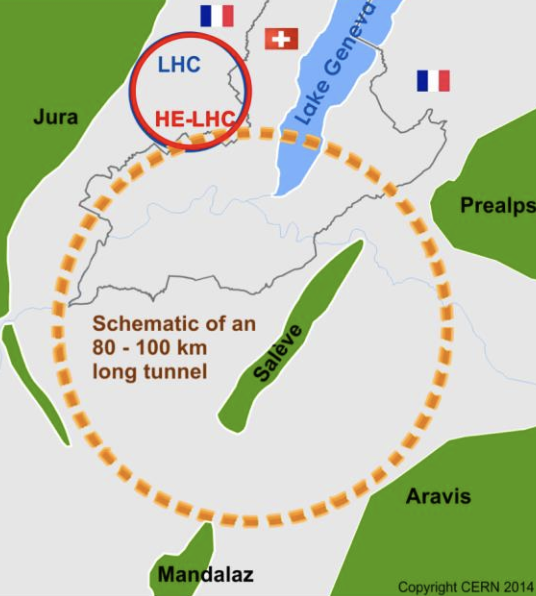 LHC
Lake Geneva
Jura
HE-LHC
Prealps
Schematic of an
80 - 100 km
long tunnel
Salève
Aravis
Mandalaz
Copyright CERN 2014